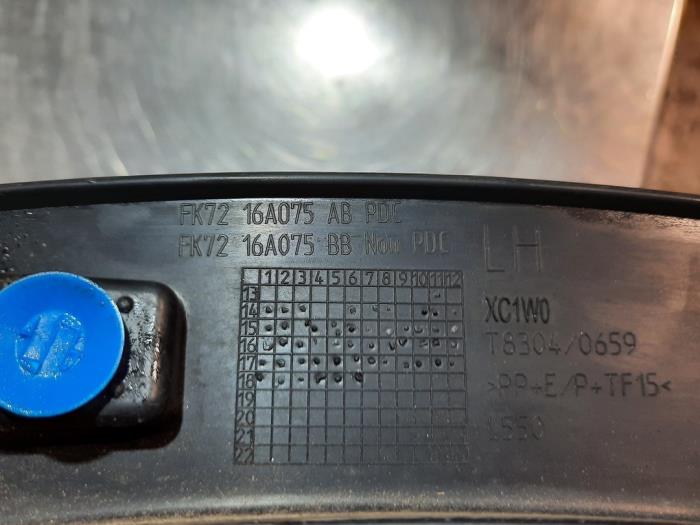 FK72 16A075 AB PDC
FK72 16A075 BB Non PDC
LH
1 2 3 4 5 6 7 8 9 10 11 12
13
14
15
16
17
18
19
20
21
22
XC1W0
T8304/0659
>PP+E/P+TF15<
L550